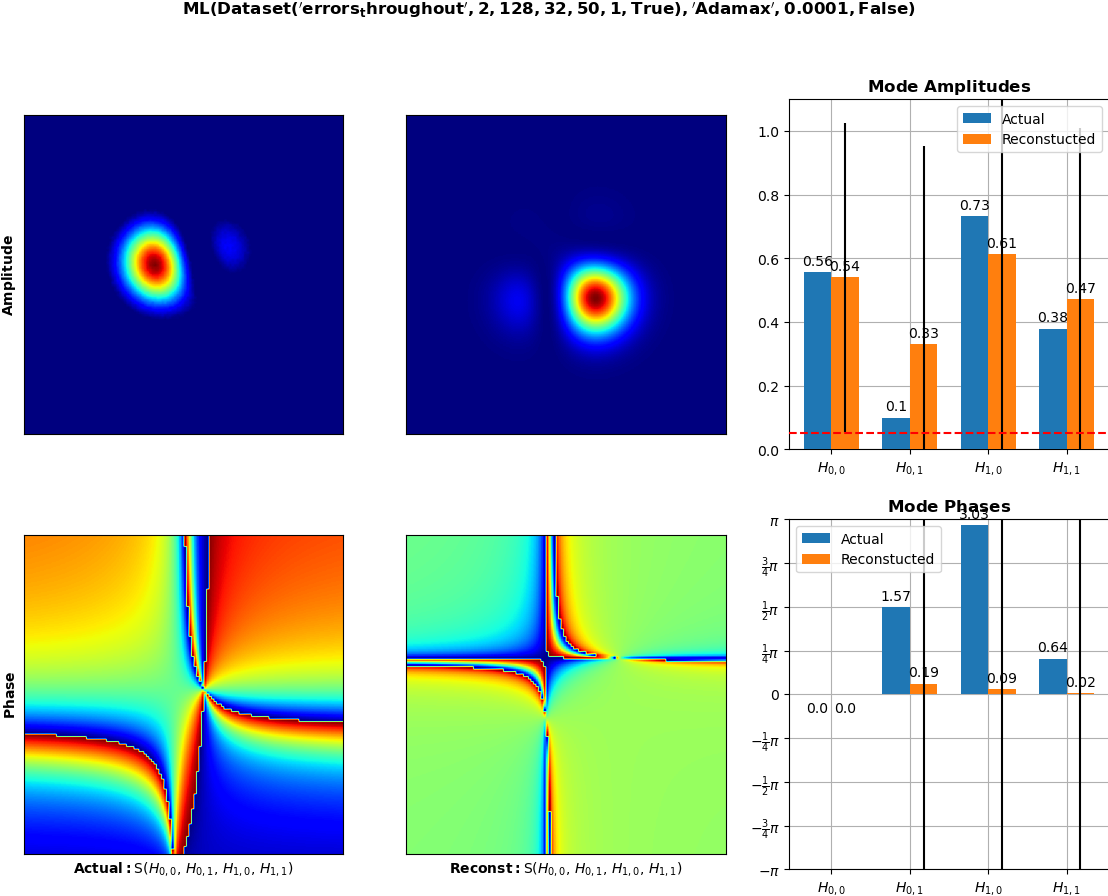 ML(Dataset('errors_throughout', 2, 128, 32, 50, 1, True), 'Adamax', 0.0001, False)
Amplitude
Mode Amplitudes
Actual
Reconstucted
1.0
0.8
0.6
0.4
0.2
0.0
0.56
0.54
0.1
0.33
0.73
0.61
0.38
0.47
H0,0
H0,1
H1,0
H1,1
Phase
Actual: S(H0,0, H0,1, H1,0, H1,1)
Reconst: S(H0,0, H0,1, H1,0, H1,1)
Mode Phases
Actual
Reconstucted
π
3/4π
1/2π
1/4π
0
−1/4π
−1/2π
−3/4π
−π
0.0
0.0
1.57
0.19
3.03
0.09
0.64
0.02
H0,0
H0,1
H1,0
H1,1